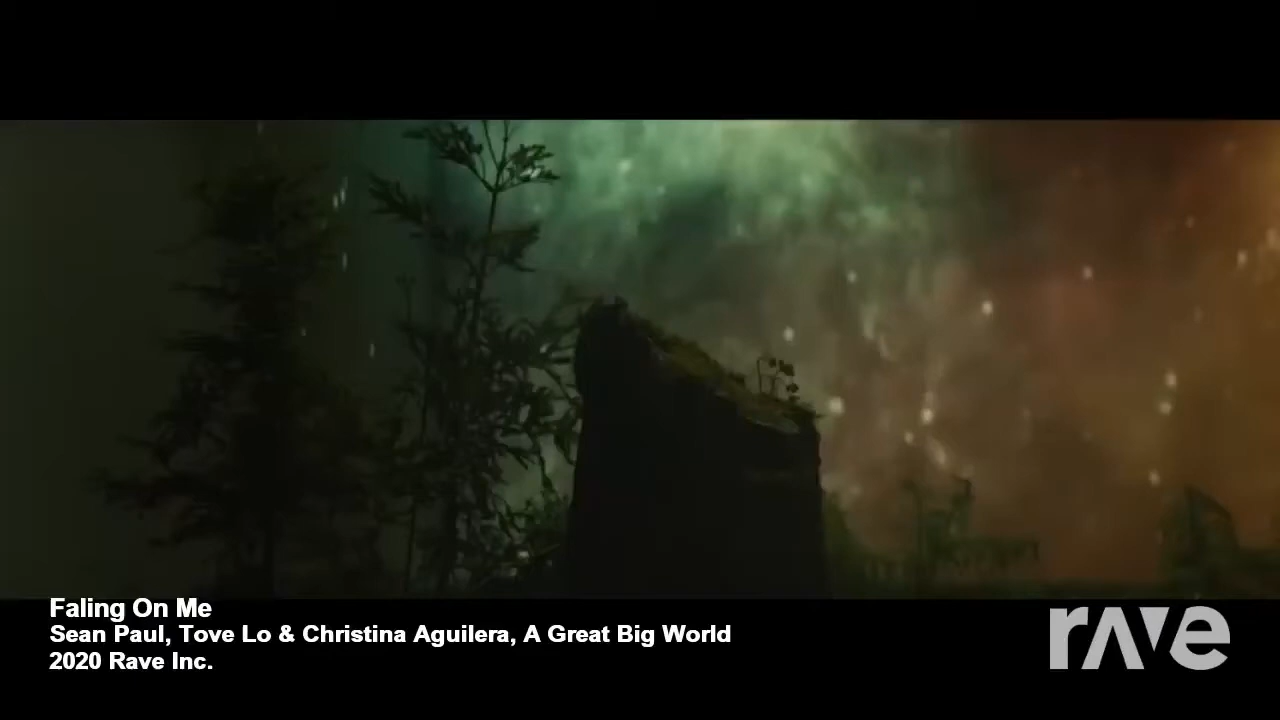 Faling On Me
Sean Paul, Tove Lo & Christina Aguilera, A Great Big World
2020 Rave Inc.
rave